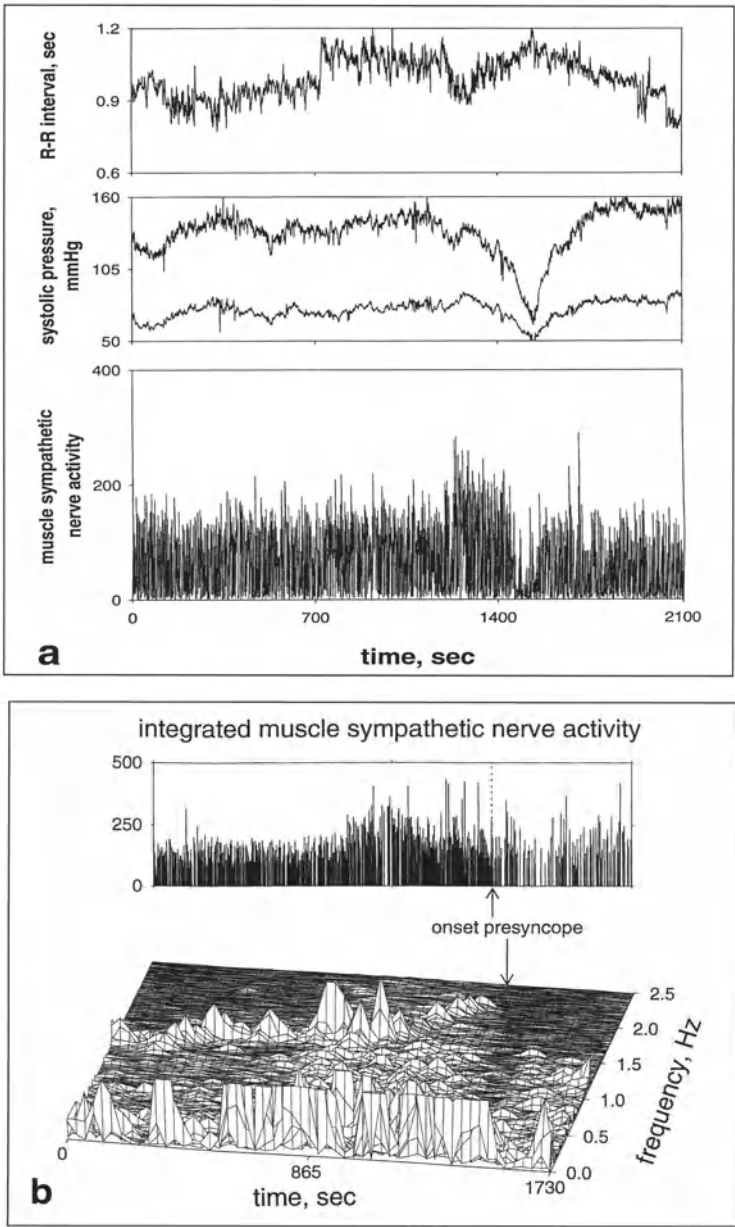 R-R interval, sec
1.2
0.9
0.6
systolic pressure,
mmHg
160
105
50
muscle sympathetic
nerve activity
400
200
0
0 700 1400 2100
time, sec
a
integrated muscle sympathetic nerve activity
500
250
0
onset presyncope
2.5
2.0
1.5
1.0
0.5
0.0
frequency, Hz
0 865 1730
time, sec
b